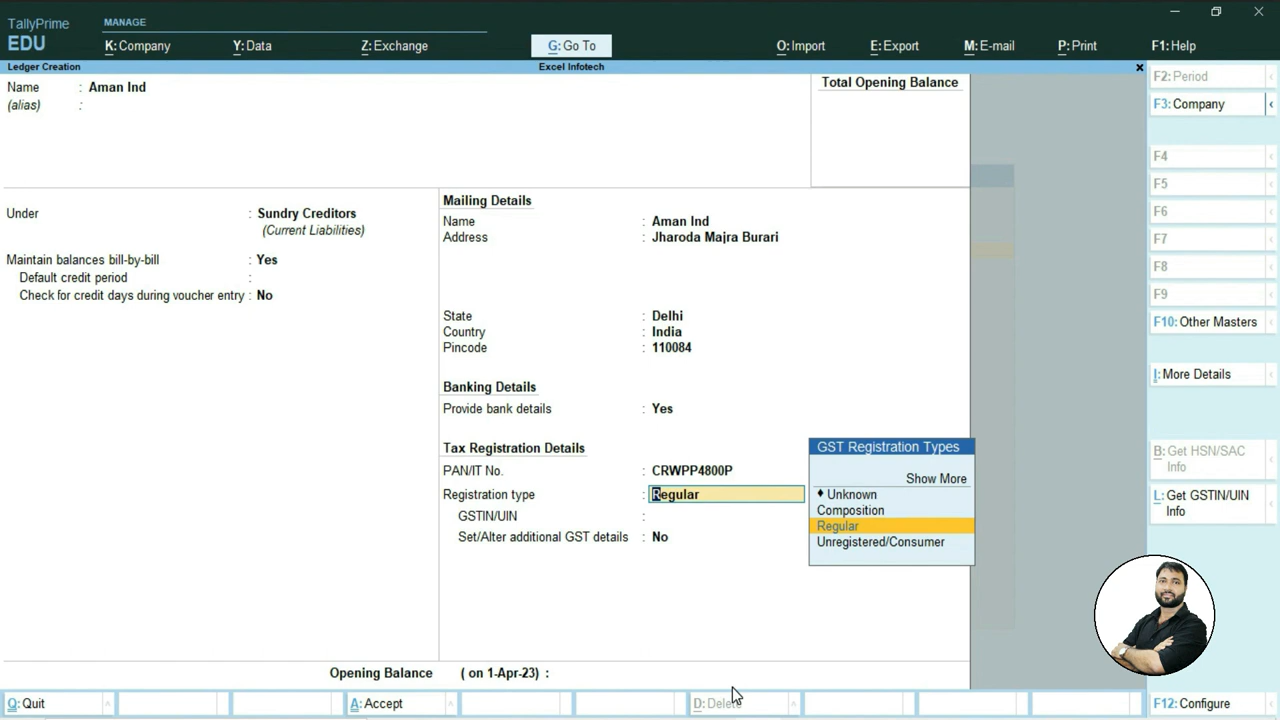 TallyPrime
EDU
MANAGE
K: Company
Y: Data
Z: Exchange
G: Go To
O: Import
E: Export
M: E-mail
P: Print
F1: Help
Ledger Creation
Excel Infotech
Name : Aman Ind
(alias) :
Total Opening Balance
Under : Sundry Creditors
(Current Liabilities)
Maintain balances bill-by-bill : Yes
Default credit period :
Check for credit days during voucher entry : No
Mailing Details
Name : Aman Ind
Address : Jharoda Majra Burari
State : Delhi
Country : India
Pincode : 110084
Banking Details
Provide bank details : Yes
Tax Registration Details
PAN/IT No. : CRWPP4800P
Registration type : Regular
GSTIN/UIN :
Set/Alter additional GST details : No
GST Registration Types
Show More
♦ Unknown
Composition
Regular
Unregistered/Consumer
Opening Balance ( on 1-Apr-23) :
F2: Period
F3: Company
F4
F5
F6
F7
F8
F9
F10: Other Masters
I: More Details
B: Get HSN/SAC
Info
L: Get GSTIN/UIN
Info
Q: Quit
A: Accept
D: Delete
F12: Configure